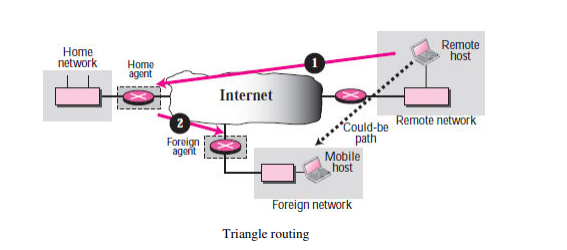 Home
network
Home
agent
1
Remote
host
Internet
2
Foreign
agent
Could-be
path
Remote network
Mobile
host
Foreign network
Triangle routing